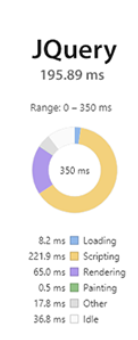 JQuery
195.89 ms
Range: 0 – 350 ms
350 ms
8.2 ms Loading
221.9 ms Scripting
65.0 ms Rendering
0.5 ms Painting
17.8 ms Other
36.8 ms Idle